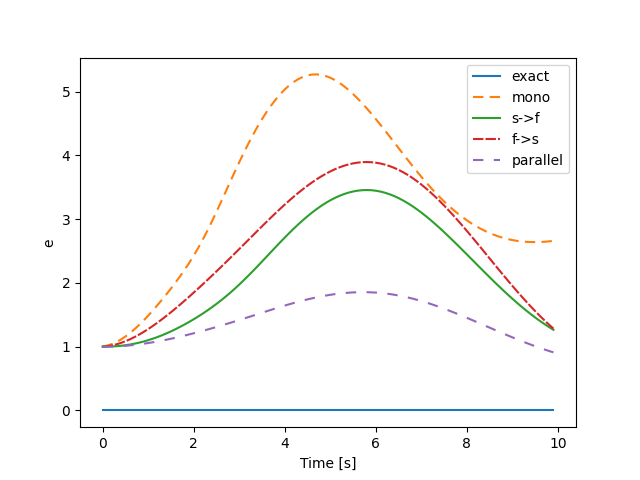 exact
mono
s->f
f->s
parallel
5
4
3
2
1
0
e
0 2 4 6 8 10
Time [s]